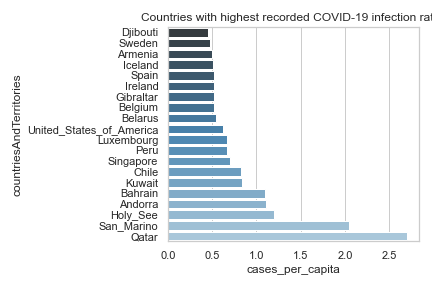 Countries with highest recorded COVID-19 infection rat
countriesAndTerritories
Djibouti
Sweden
Armenia
Iceland
Spain
Ireland
Gibraltar
Belgium
Belarus
United_States_of_America
Luxembourg
Peru
Singapore
Chile
Kuwait
Bahrain
Andorra
Holy_See
San_Marino
Qatar
0.0 0.5 1.0 1.5 2.0 2.5
cases_per_capita